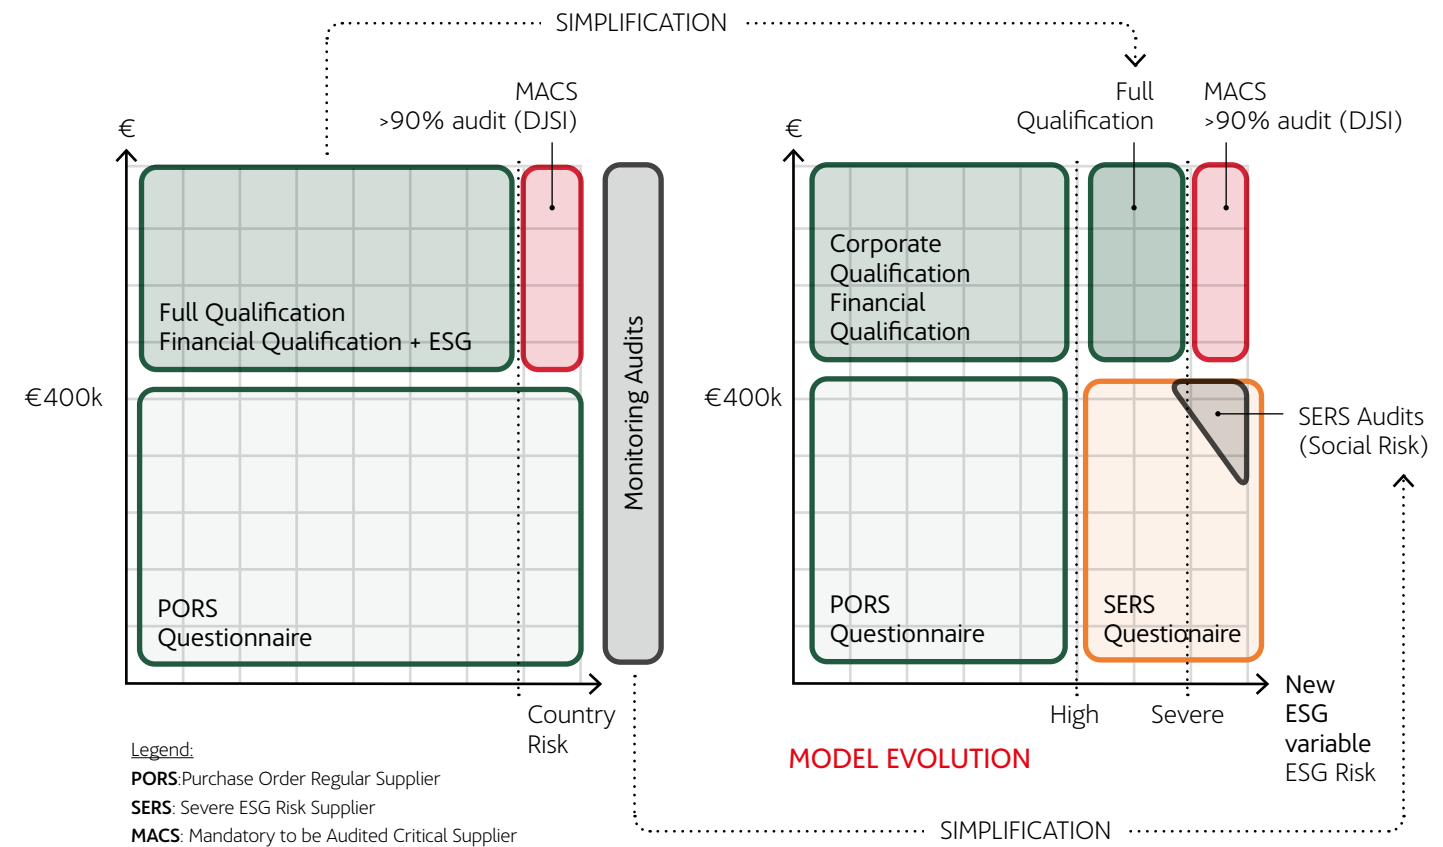 SIMPLIFICATION
MACS
>90% audit (DJSI)
€
Full Qualification
Financial Qualification + ESG
€400k
PORS
Questionnaire
Monitoring Audits
Country
Risk
Full
Qualification
MACS
>90% audit (DJSI)
€
Corporate
Qualification
Financial
Qualification
€400k
SERS Audits
(Social Risk)
PORS
Questionnaire
SERS
Questionaire
High
Severe
New
ESG
variable
ESG Risk
MODEL EVOLUTION
SIMPLIFICATION
Legend:
PORS:Purchase Order Regular Supplier
SERS: Severe ESG Risk Supplier
MACS: Mandatory to be Audited Critical Supplier